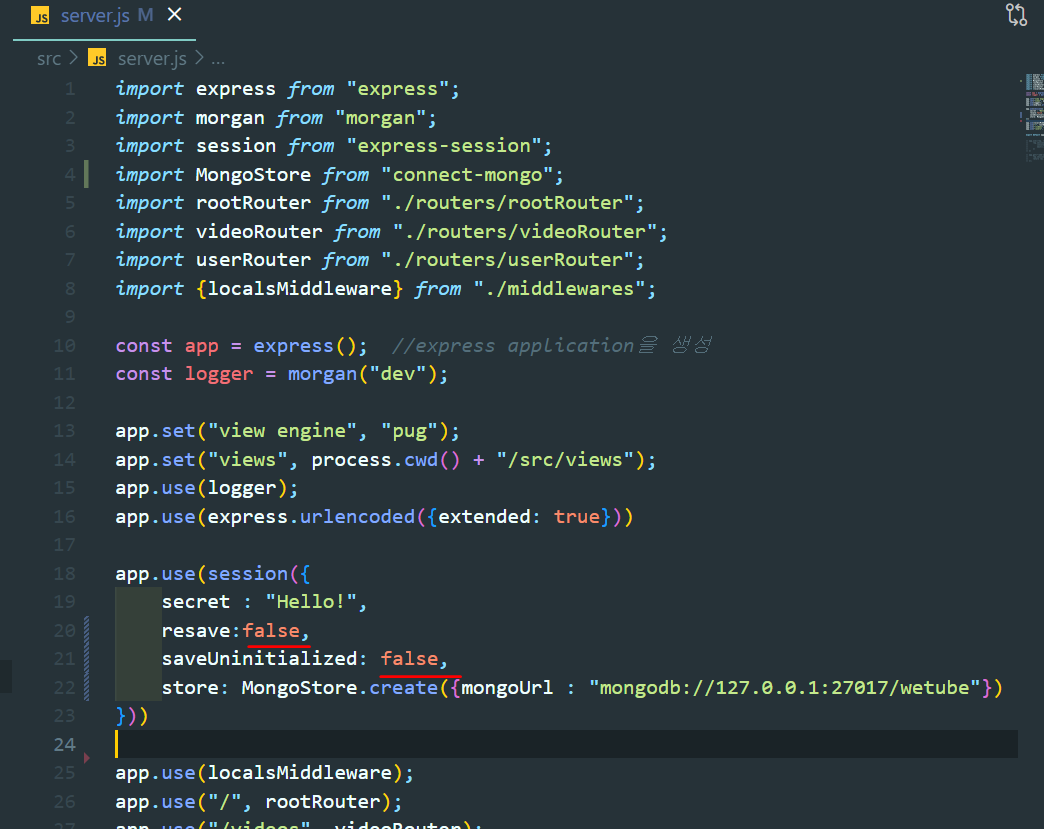 JS server.js M
src > JS server.js > ...
1 import express from "express";
2 import morgan from "morgan";
3 import session from "express-session";
4 import MongoStore from "connect-mongo";
5 import rootRouter from "./routers/rootRouter";
6 import videoRouter from "./routers/videoRouter";
7 import userRouter from "./routers/userRouter";
8 import {localsMiddleware} from "./middlewares";
9
10 const app = express();  //express application을 생성
11 const logger = morgan("dev");
12
13 app.set("view engine", "pug");
14 app.set("views", process.cwd() + "/src/views");
15 app.use(logger);
16 app.use(express.urlencoded({extended: true}))
17
18 app.use(session({
19     secret : "Hello!",
20     resave:false,
21     saveUninitialized: false,
22     store: MongoStore.create({mongoUrl : "mongodb://127.0.0.1:27017/wetube"})
23 }))
24
25 app.use(localsMiddleware);
26 app.use("/", rootRouter);
27 app.use("/videos", videoRouter);